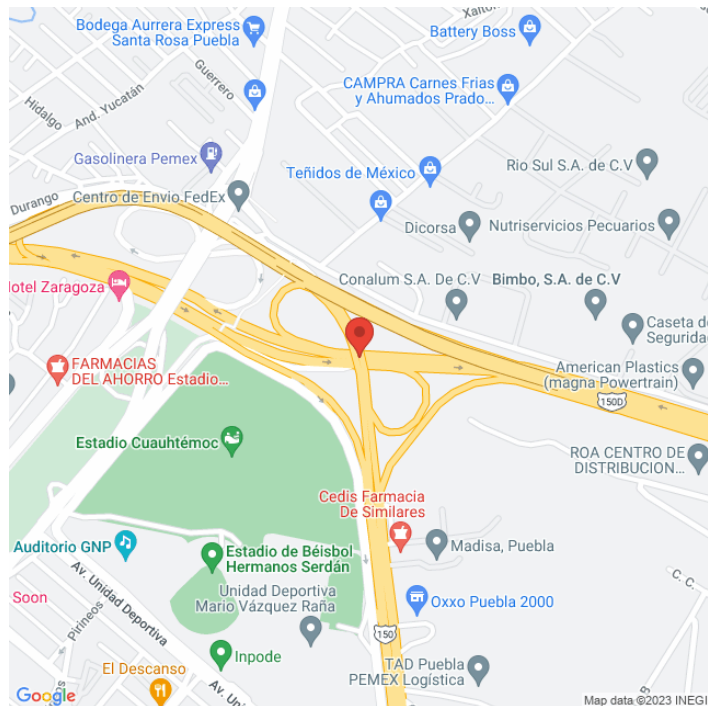 Xalto
Bodega Aurrera Express
Santa Rosa Puebla
Battery Boss
Guerrero
And. Yucatán
Hidalgo
CAMPRA Carnes Frias
y Ahumados Prado...
Gasolinera Pemex
Teñidos de México
Rio Sul S.A. de C.V
Durango
Centro de Envio FedEx
Dicorsa
Nutriservicios Pecuarios
Hotel Zaragoza
Conalum S.A. De C.V
Bimbo, S.A. de C.V
Caseta de
Seguridad
FARMACIAS
DEL AHORRO Estadio...
American Plastics
(magna Powertrain)
150D
Estadio Cuauhtémoc
ROA CENTRO DE
DISTRIBUCION...
Cedis Farmacia
De Similares
Auditorio GNP
Estadio de Béisbol
Hermanos Serdán
Madisa, Puebla
Av. Unidad Deportiva
C. C.
Soon
Pirineos
Unidad Deportiva
Mario Vázquez Raña
Oxxo Puebla 2000
150
Inpode
El Descanso
Av. Un
TAD Puebla
PEMEX Logística
B
Google
Map data ©2023 INEGI